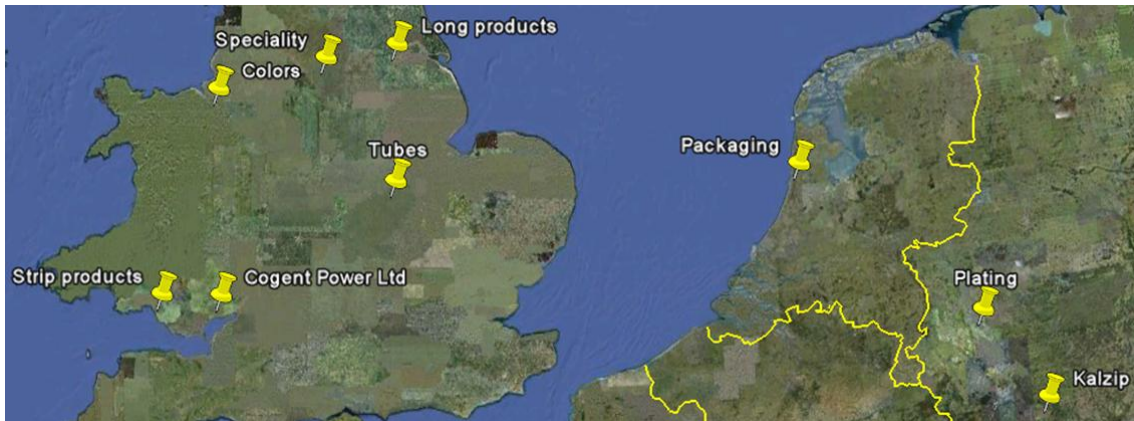 Long products
Speciality
Colors
Tubes
Packaging
Strip products
Cogent Power Ltd
Plating
Kalzip